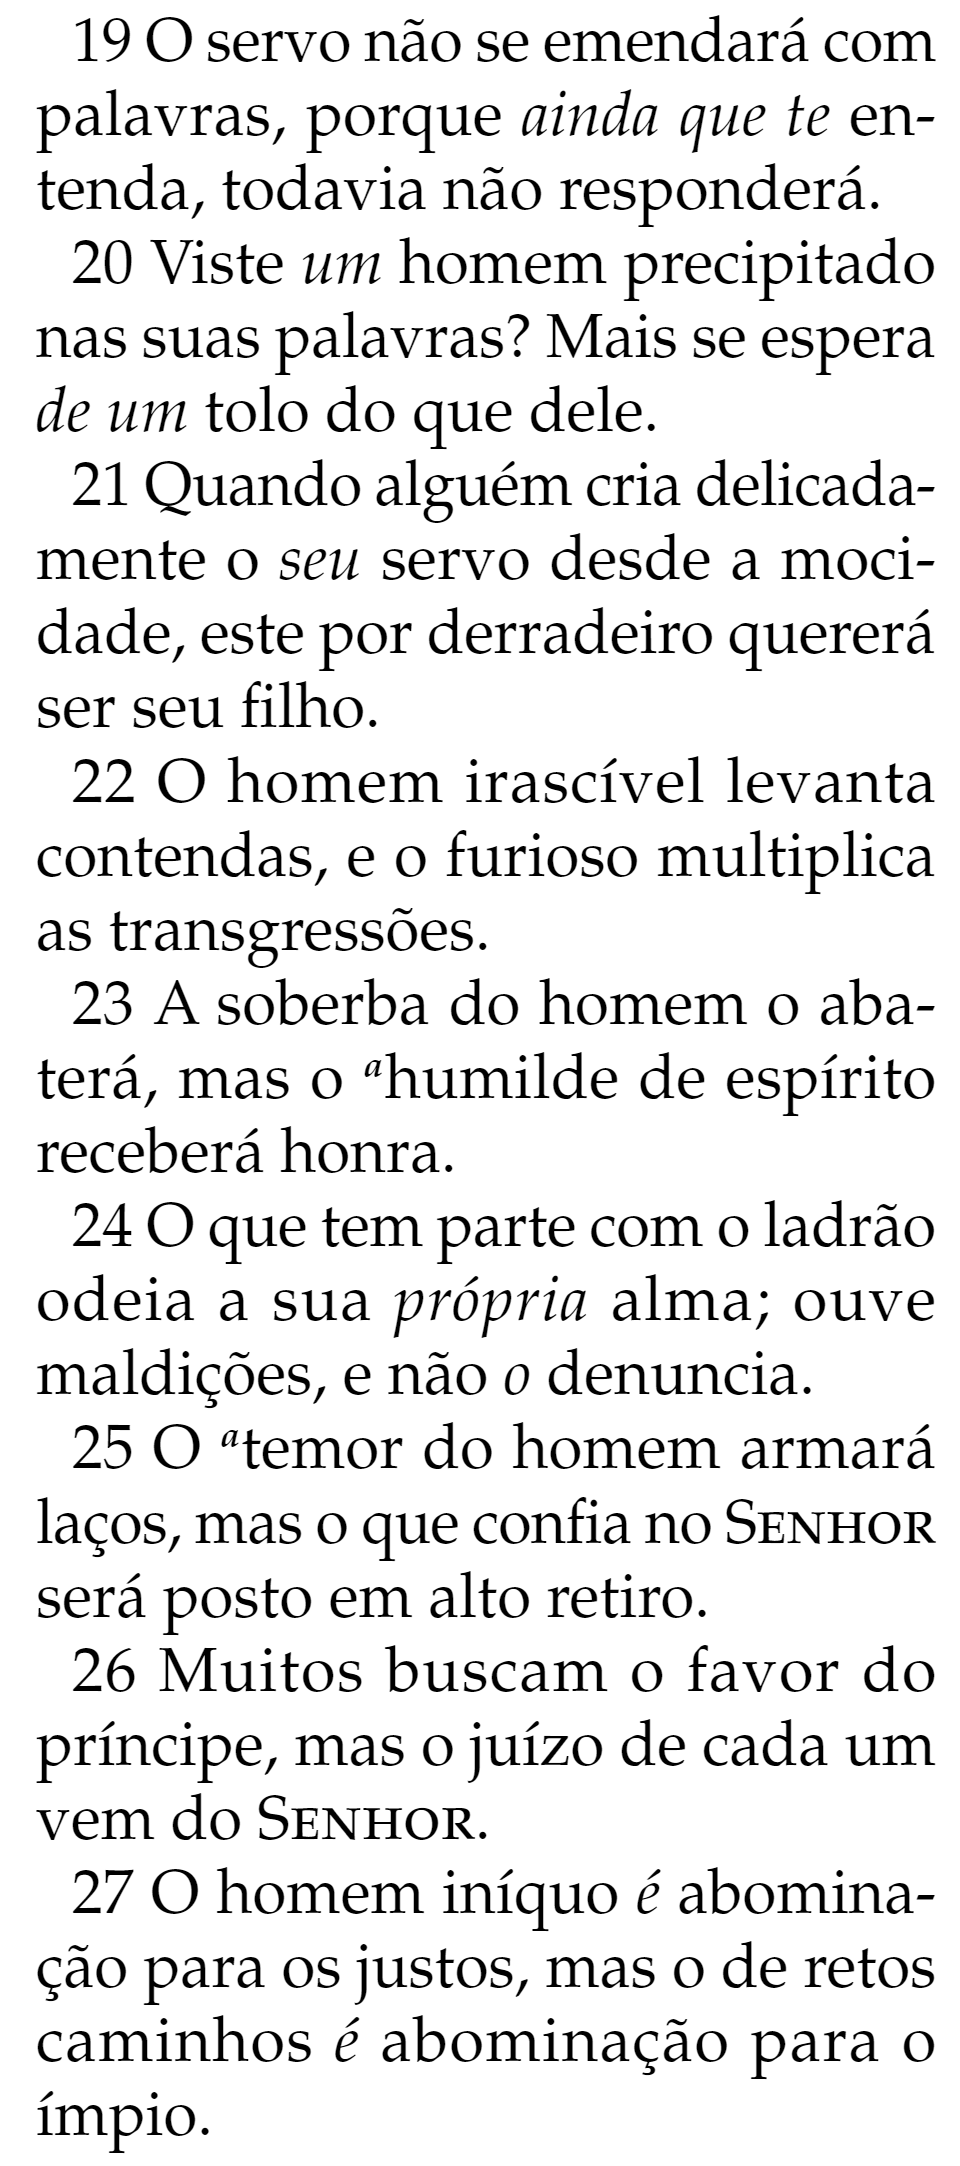 19 O servo não se emendará com
palavras, porque ainda que te en-
tenda, todavia não responderá.
20 Viste um homem precipitado
nas suas palavras? Mais se espera
de um tolo do que dele.
21 Quando alguém cria delicada-
mente o seu servo desde a moci-
dade, este por derradeiro quererá
ser seu filho.
22 O homem irascível levanta
contendas, e o furioso multiplica
as transgressões.
23 A soberba do homem o aba-
terá, mas o ᵃhumilde de espírito
receberá honra.
24 O que tem parte com o ladrão
odeia a sua própria alma; ouve
maldições, e não o denuncia.
25 O ᵃtemor do homem armará
laços, mas o que confia no SENHOR
será posto em alto retiro.
26 Muitos buscam o favor do
príncipe, mas o juízo de cada um
vem do SENHOR.
27 O homem iníquo é abomina-
ção para os justos, mas o de retos
caminhos é abominação para o
ímpio.